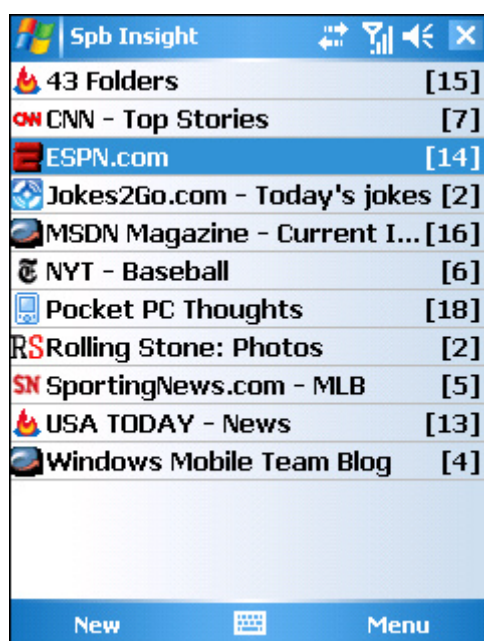 Spb Insight
43 Folders [15]
CNN CNN - Top Stories [7]
ESPN.com [14]
Jokes2Go.com - Today's jokes [2]
MSDN Magazine - Current I... [16]
NYT - Baseball [6]
Pocket PC Thoughts [18]
RS Rolling Stone: Photos [2]
SN SportingNews.com - MLB [5]
USA TODAY - News [13]
Windows Mobile Team Blog [4]
New Menu